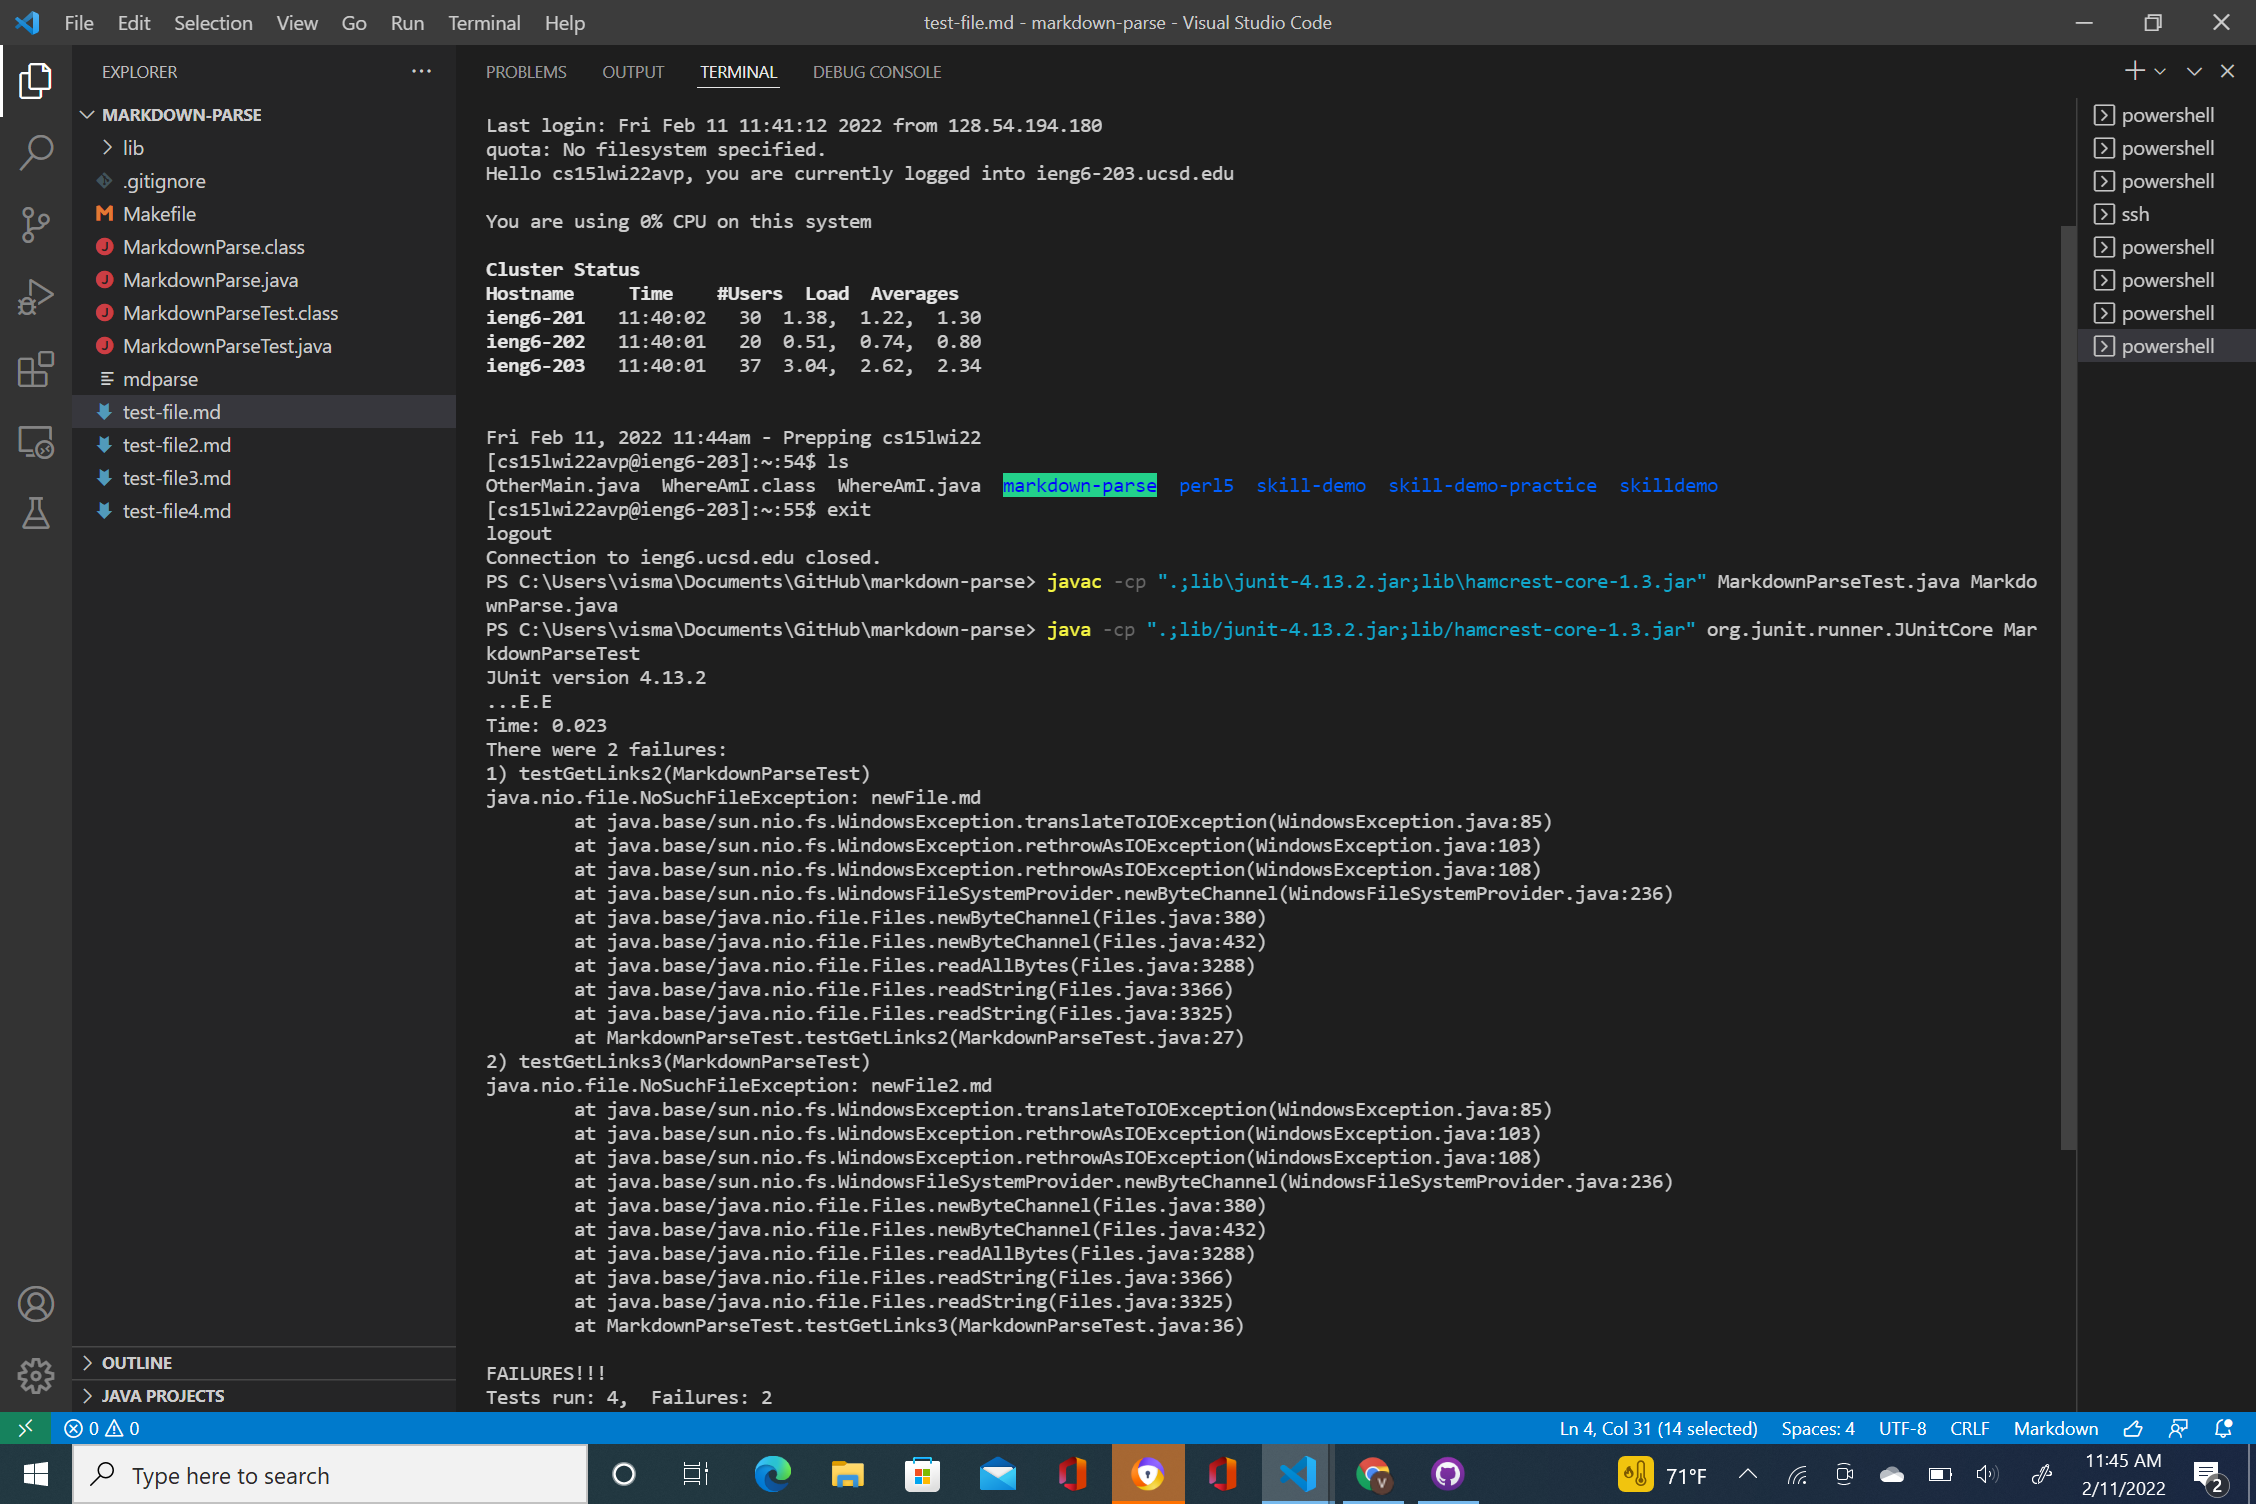 File Edit Selection View Go Run Terminal Help
test-file.md - markdown-parse - Visual Studio Code
EXPLORER
MARKDOWN-PARSE
lib
.gitignore
Makefile
MarkdownParse.class
MarkdownParse.java
MarkdownParseTest.class
MarkdownParseTest.java
mdparse
test-file.md
test-file2.md
test-file3.md
test-file4.md
OUTLINE
JAVA PROJECTS
PROBLEMS OUTPUT TERMINAL DEBUG CONSOLE
Last login: Fri Feb 11 11:41:12 2022 from 128.54.194.180
quota: No filesystem specified.
Hello cs15lwi22avp, you are currently logged into ieng6-203.ucsd.edu
You are using 0% CPU on this system
Cluster Status
Hostname Time #Users Load Averages
ieng6-201 11:40:02 30 1.38, 1.22, 1.30
ieng6-202 11:40:01 20 0.51, 0.74, 0.80
ieng6-203 11:40:01 37 3.04, 2.62, 2.34
Fri Feb 11, 2022 11:44am - Prepping cs15lwi22
[cs15lwi22avp@ieng6-203]:~:54$ ls
OtherMain.java WhereAmI.class WhereAmI.java markdown-parse perl5 skill-demo skill-demo-practice skilldemo
[cs15lwi22avp@ieng6-203]:~:55$ exit
logout
Connection to ieng6.ucsd.edu closed.
PS C:\Users\visma\Documents\GitHub\markdown-parse> javac -cp ".;lib\junit-4.13.2.jar;lib\hamcrest-core-1.3.jar" MarkdownParseTest.java Markdo
wnParse.java
PS C:\Users\visma\Documents\GitHub\markdown-parse> java -cp ".;lib/junit-4.13.2.jar;lib/hamcrest-core-1.3.jar" org.junit.runner.JUnitCore Mar
kdownParseTest
JUnit version 4.13.2
...E.E
Time: 0.023
There were 2 failures:
1) testGetLinks2(MarkdownParseTest)
java.nio.file.NoSuchFileException: newFile.md
at java.base/sun.nio.fs.WindowsException.translateToIOException(WindowsException.java:85)
at java.base/sun.nio.fs.WindowsException.rethrowAsIOException(WindowsException.java:103)
at java.base/sun.nio.fs.WindowsException.rethrowAsIOException(WindowsException.java:108)
at java.base/sun.nio.fs.WindowsFileSystemProvider.newByteChannel(WindowsFileSystemProvider.java:236)
at java.base/java.nio.file.Files.newByteChannel(Files.java:380)
at java.base/java.nio.file.Files.newByteChannel(Files.java:432)
at java.base/java.nio.file.Files.readAllBytes(Files.java:3288)
at java.base/java.nio.file.Files.readString(Files.java:3366)
at java.base/java.nio.file.Files.readString(Files.java:3325)
at MarkdownParseTest.testGetLinks2(MarkdownParseTest.java:27)
2) testGetLinks3(MarkdownParseTest)
java.nio.file.NoSuchFileException: newFile2.md
at java.base/sun.nio.fs.WindowsException.translateToIOException(WindowsException.java:85)
at java.base/sun.nio.fs.WindowsException.rethrowAsIOException(WindowsException.java:103)
at java.base/sun.nio.fs.WindowsException.rethrowAsIOException(WindowsException.java:108)
at java.base/sun.nio.fs.WindowsFileSystemProvider.newByteChannel(WindowsFileSystemProvider.java:236)
at java.base/java.nio.file.Files.newByteChannel(Files.java:380)
at java.base/java.nio.file.Files.newByteChannel(Files.java:432)
at java.base/java.nio.file.Files.readAllBytes(Files.java:3288)
at java.base/java.nio.file.Files.readString(Files.java:3366)
at java.base/java.nio.file.Files.readString(Files.java:3325)
at MarkdownParseTest.testGetLinks3(MarkdownParseTest.java:36)
FAILURES!!!
Tests run: 4, Failures: 2
powershell
powershell
powershell
ssh
powershell
powershell
powershell
powershell
0 0
Ln 4, Col 31 (14 selected) Spaces: 4 UTF-8 CRLF Markdown
Type here to search
V
71°F
11:45 AM
2/11/2022
2